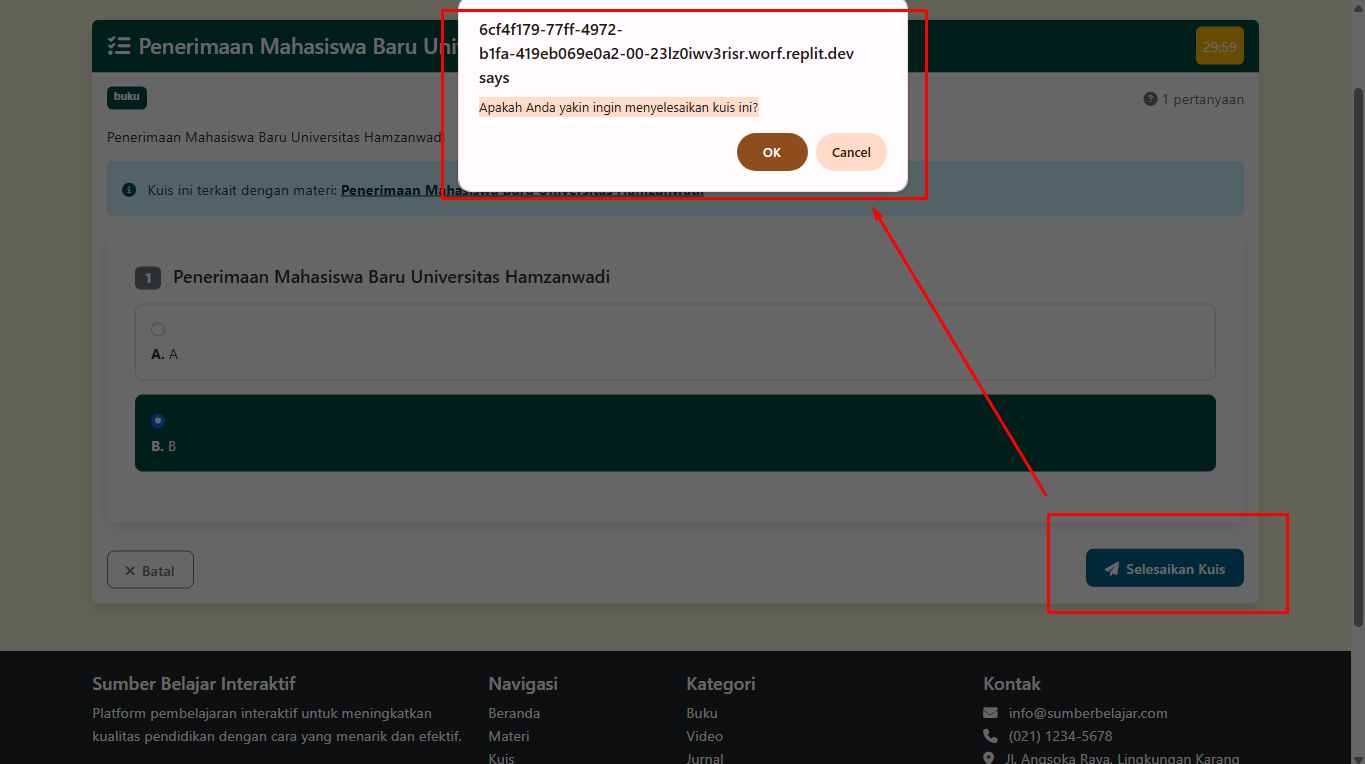 Penerimaan Mahasiswa Baru Uni
29:59
6cf4f179-77ff-4972-
b1fa-419eb069e0a2-00-23lz0iwv3risr.worf.replit.dev
says
Apakah Anda yakin ingin menyelesaikan kuis ini?
OK
Cancel
buku
1 pertanyaan
Penerimaan Mahasiswa Baru Universitas Hamzanwad
Kuis ini terkait dengan materi: Penerimaan Mahasiswa Baru Universitas Hamzanwadi
1 Penerimaan Mahasiswa Baru Universitas Hamzanwadi
A. A
B. B
Batal
Selesaikan Kuis
Sumber Belajar Interaktif
Platform pembelajaran interaktif untuk meningkatkan
kualitas pendidikan dengan cara yang menarik dan efektif.
Navigasi
Beranda
Materi
Kuis
Kategori
Buku
Video
Jurnal
Kontak
info@sumberbelajar.com
(021) 1234-5678
Jl. Angsoka Raya, Lingkungan Karang